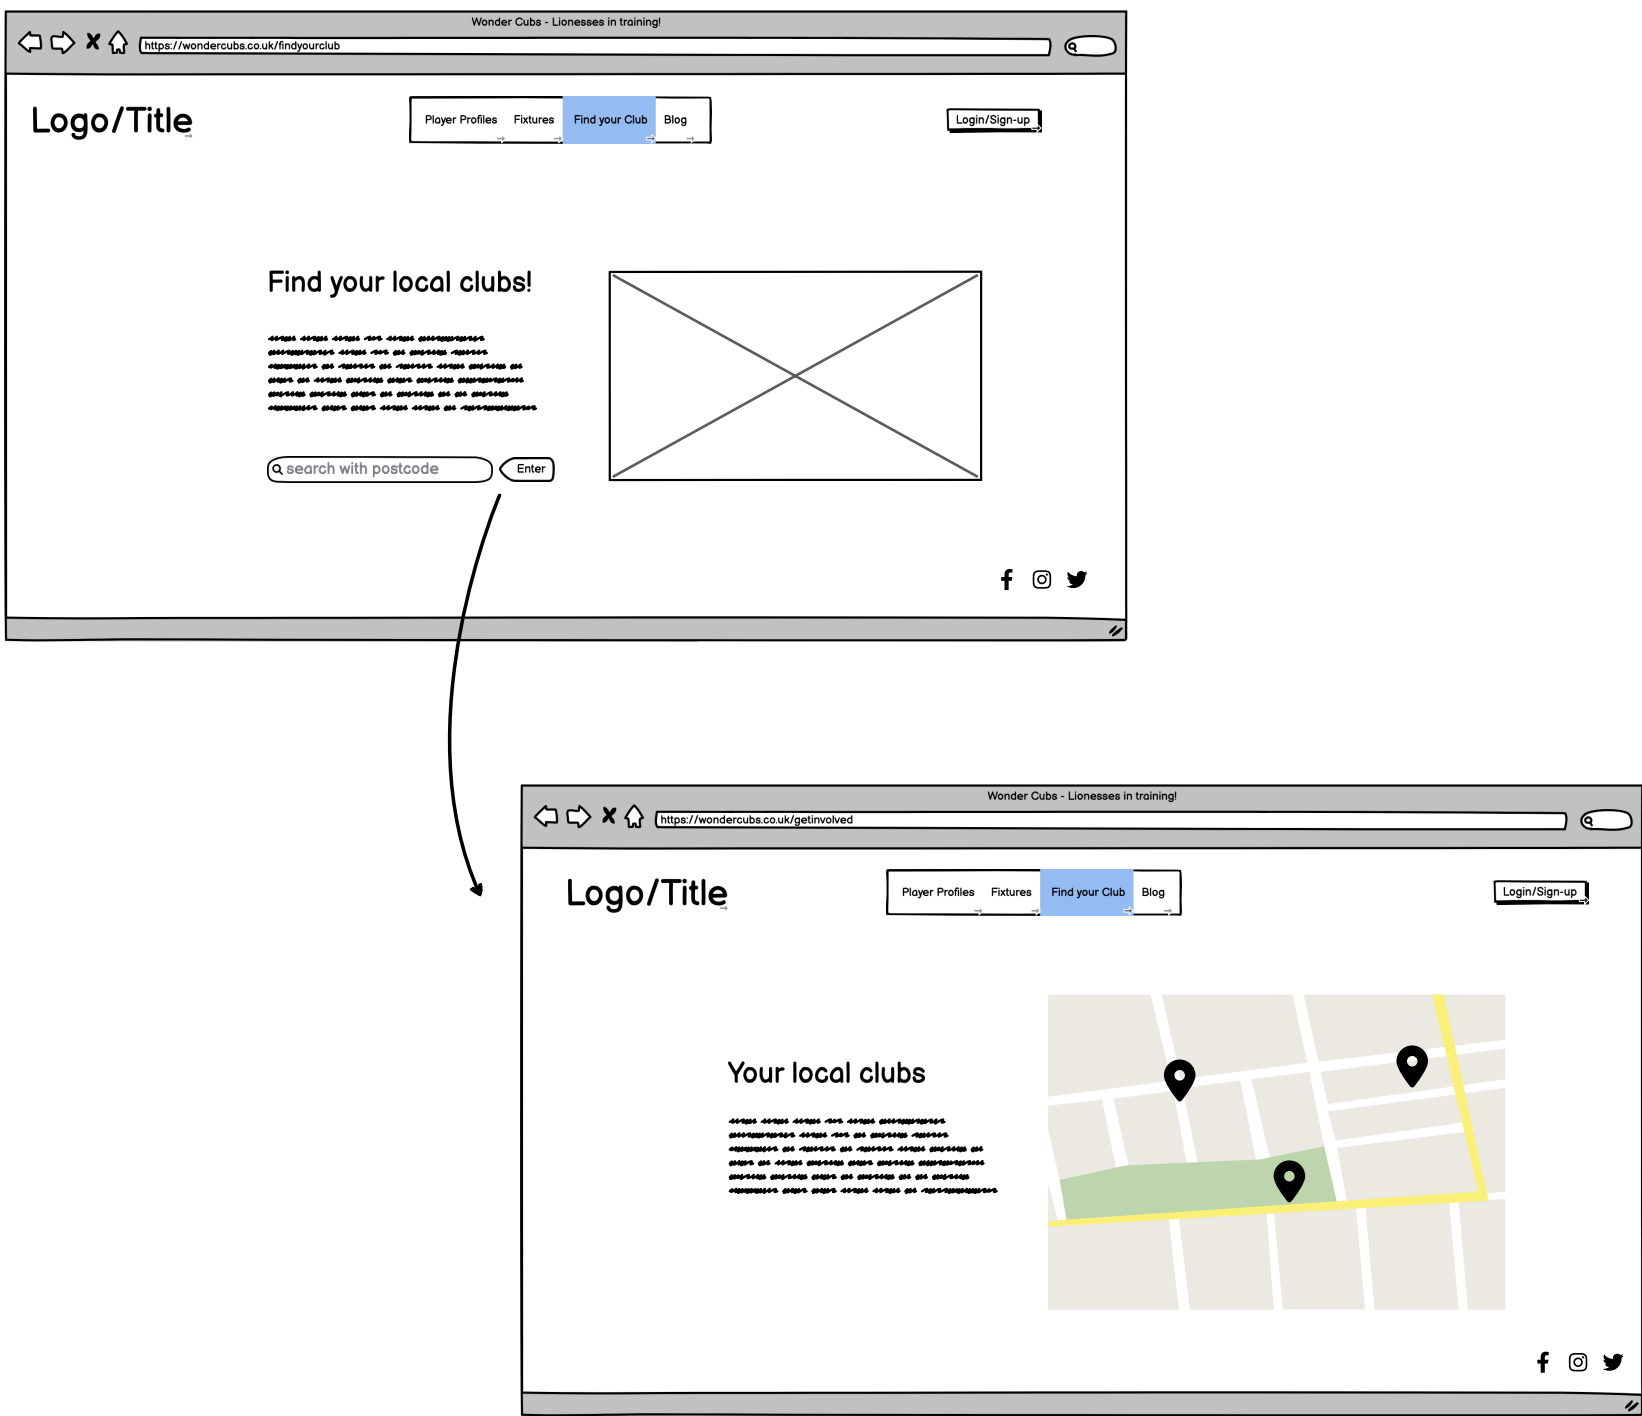 Wonder Cubs - Lionesses in training!
https://wondercubs.co.uk/findyourclub
Logo/Title
Player Profiles
Fixtures
Find your Club
Blog
Login/Sign-up
Find your local clubs!
search with postcode
Enter
Wonder Cubs - Lionesses in training!
https://wondercubs.co.uk/getinvolved
Logo/Title
Player Profiles
Fixtures
Find your Club
Blog
Login/Sign-up
Your local clubs